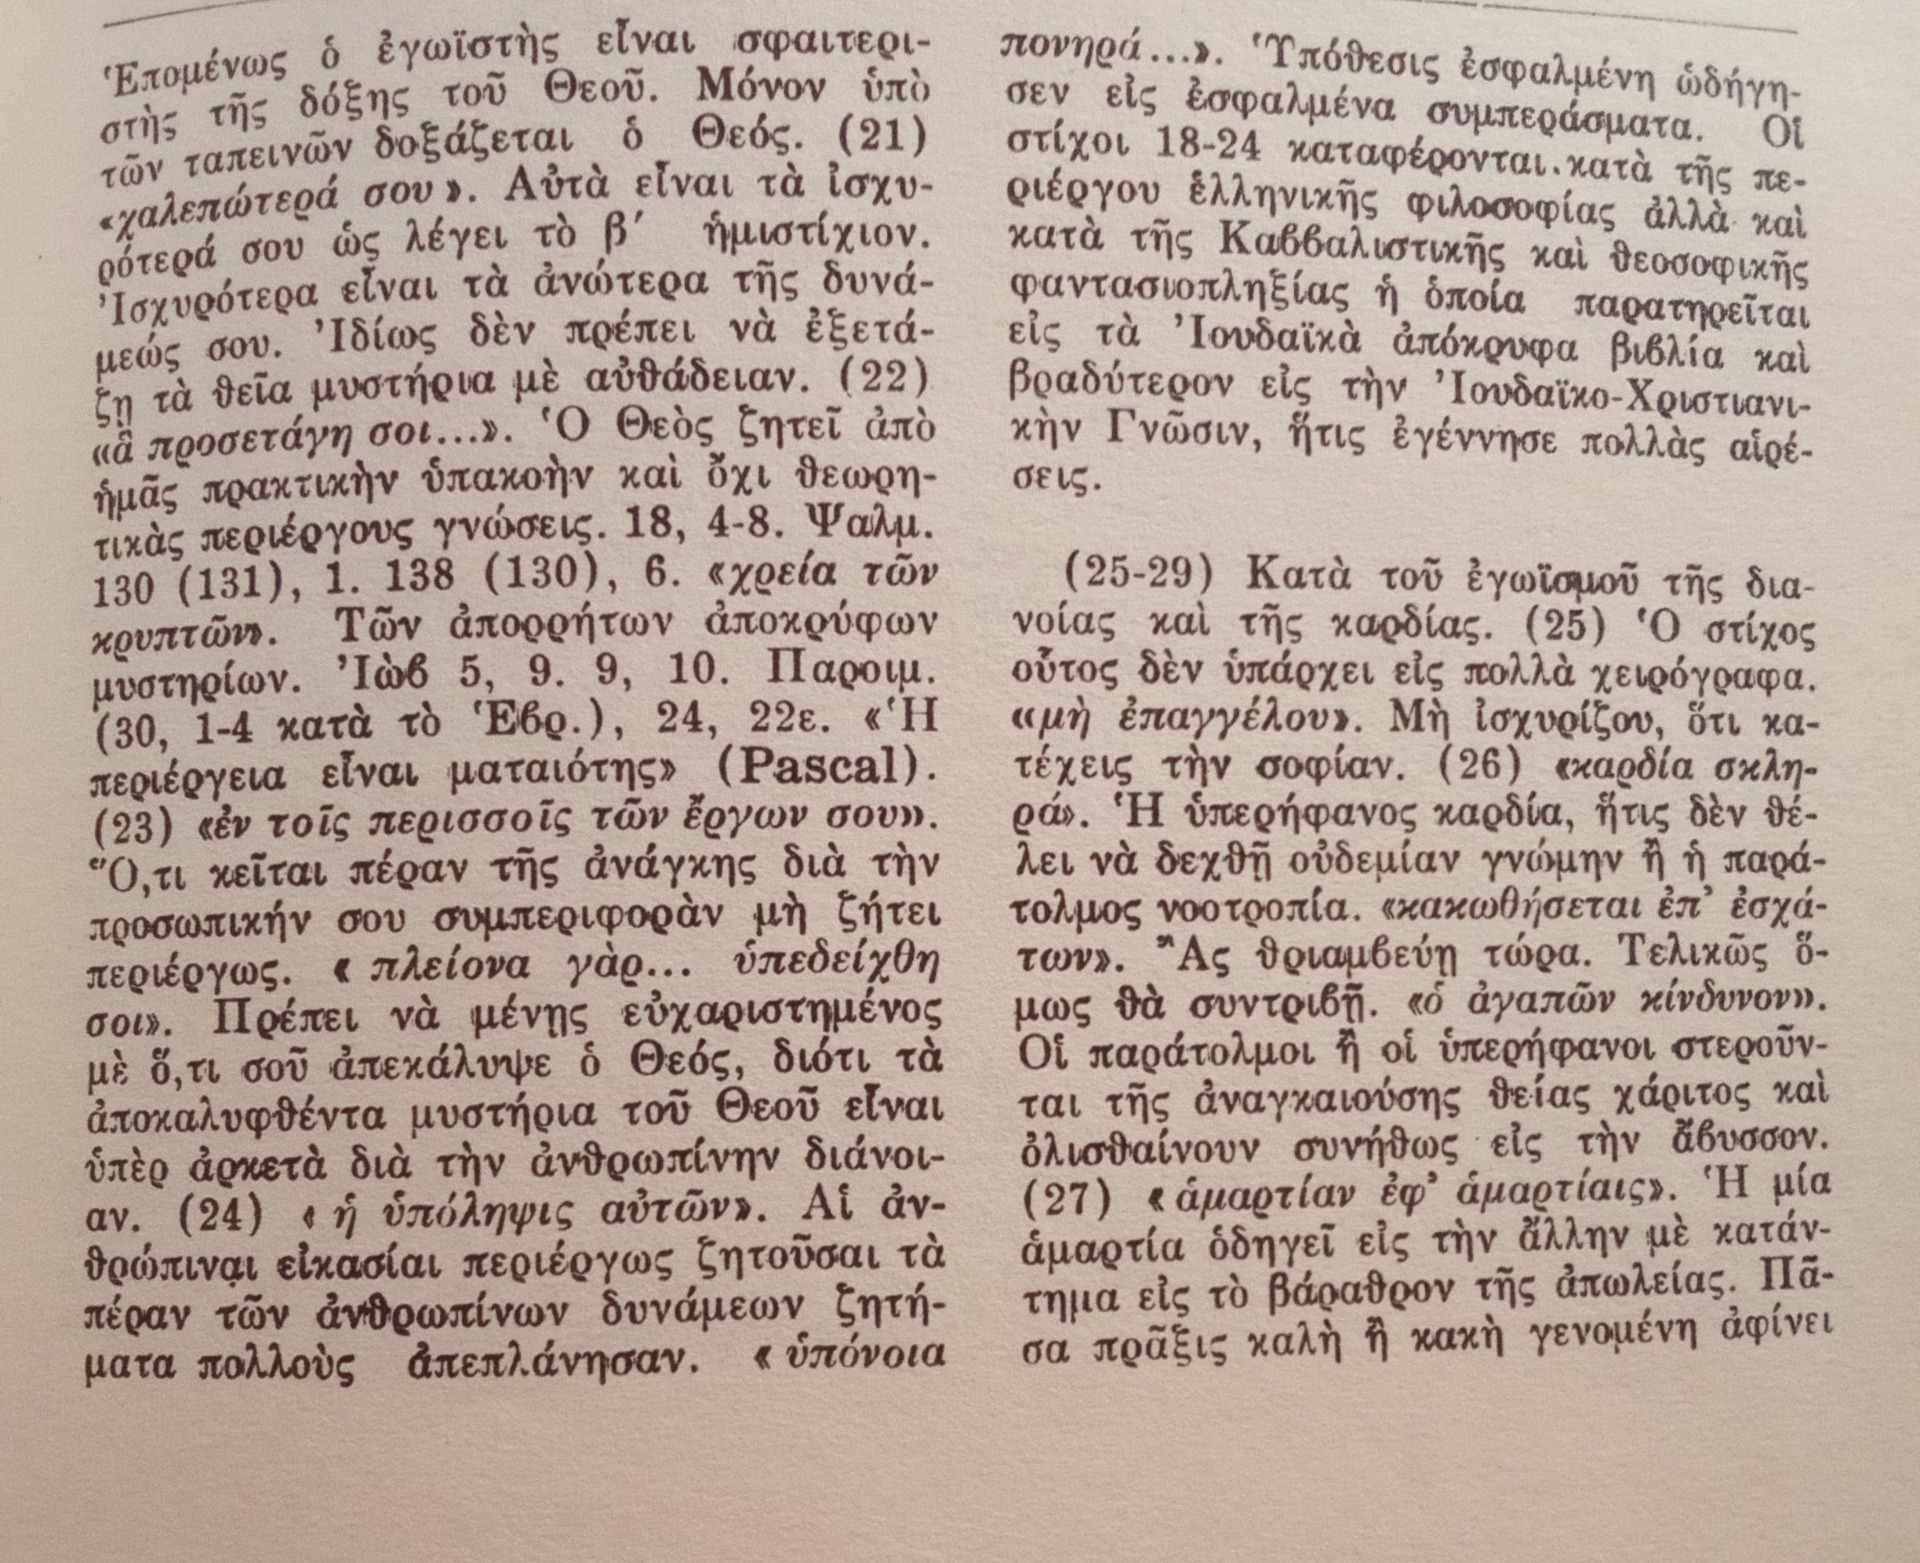 Ἑπομένως ὁ ἐγωϊστὴς εἶναι σφαιτερι-
στὴς τῆς δόξης τοῦ Θεοῦ. Μόνον ὑπὸ
τῶν ταπεινῶν δοξάζεται ὁ Θεός. (21)
«χαλεπώτερά σου». Αὐτὰ εἶναι τὰ ἰσχυ-
ρότερά σου ὡς λέγει τὸ β΄ ἡμιστίχιον.
Ἰσχυρότερα εἶναι τὰ ἀνώτερα τῆς δυνά-
μεώς σου. Ἰδίως δὲν πρέπει νὰ ἐξετά-
ζῃ τὰ θεῖα μυστήρια μὲ αὐθάδειαν. (22)
«ἃ προσετάγη σοι...». Ὁ Θεὸς ζητεῖ ἀπὸ
ἡμᾶς πρακτικὴν ὑπακοὴν καὶ ὄχι θεωρη-
τικὰς περιέργους γνώσεις. 18, 4-8. Ψαλμ.
130 (131), 1. 138 (130), 6. «χρεία τῶν
κρυπτῶν». Τῶν ἀπορρήτων ἀποκρύφων
μυστηρίων. Ἰὼβ 5, 9. 9, 10. Παροιμ.
(30, 1-4 κατὰ τὸ Ἑβρ.), 24, 22ε. «Ἡ
περιέργεια εἶναι ματαιότης» (Pascal).
(23) «ἐν τοῖς περισσοῖς τῶν ἔργων σου».
Ὅ,τι κεῖται πέραν τῆς ἀνάγκης διὰ τὴν
προσωπικήν σου συμπεριφορὰν μὴ ζήτει
περιέργως. «πλείονα γὰρ... ὑπεδείχθη
σοι». Πρέπει νὰ μένῃς εὐχαριστημένος
μὲ ὅ,τι σοῦ ἀπεκάλυψε ὁ Θεός, διότι τὰ
ἀποκαλυφθέντα μυστήρια τοῦ Θεοῦ εἶναι
ὑπὲρ ἀρκετὰ διὰ τὴν ἀνθρωπίνην διάνοι-
αν. (24) «ἡ ὑπόληψις αὐτῶν». Αἱ ἀν-
θρώπιναι εἰκασίαι περιέργως ζητοῦσαι τὰ
πέραν τῶν ἀνθρωπίνων δυνάμεων ζητή-
ματα πολλοὺς ἀπεπλάνησαν. «ὑπόνοια
πονηρά...». Ὑπόθεσις ἐσφαλμένη ὡδήγη-
σεν εἰς ἐσφαλμένα συμπεράσματα. Οἱ
στίχοι 18-24 καταφέρονται κατὰ τῆς πε-
ριέργου ἑλληνικῆς φιλοσοφίας ἀλλὰ καὶ
κατὰ τῆς Καββαλιστικῆς καὶ θεοσοφικῆς
φαντασιοπληξίας ἡ ὁποία παρατηρεῖται
εἰς τὰ Ἰουδαϊκὰ ἀπόκρυφα βιβλία καὶ
βραδύτερον εἰς τὴν Ἰουδαϊκο-Χριστιανι-
κὴν Γνῶσιν, ἥτις ἐγέννησε πολλὰς αἱρέ-
σεις.
(25-29) Κατὰ τοῦ ἐγωϊσμοῦ τῆς δια-
νοίας καὶ τῆς καρδίας. (25) Ὁ στίχος
οὗτος δὲν ὑπάρχει εἰς πολλὰ χειρόγραφα.
«μὴ ἐπαγγέλου». Μὴ ἰσχυρίζου, ὅτι κα-
τέχεις τὴν σοφίαν. (26) «καρδία σκλη-
ρά». Ἡ ὑπερήφανος καρδία, ἥτις δὲν θέ-
λει νὰ δεχθῇ οὐδεμίαν γνώμην ἢ ἡ παρά-
τολμος νοοτροπία. «κακωθήσεται ἐπ' ἐσχά-
των». Ἂς θριαμβεύῃ τώρα. Τελικῶς ὅ-
μως θὰ συντριβῇ. «ὁ ἀγαπῶν κίνδυνον».
Οἱ παράτολμοι ἢ οἱ ὑπερήφανοι στεροῦν-
ται τῆς ἀναγκαιούσης θείας χάριτος καὶ
ὀλισθαίνουν συνήθως εἰς τὴν ἄβυσσον.
(27) «ἁμαρτίαν ἐφ' ἁμαρτίαις». Ἡ μία
ἁμαρτία ὁδηγεῖ εἰς τὴν ἄλλην μὲ κατάν-
τημα εἰς τὸ βάραθρον τῆς ἀπωλείας. Πᾶ-
σα πρᾶξις καλὴ ἢ κακὴ γενομένη ἀφίνει